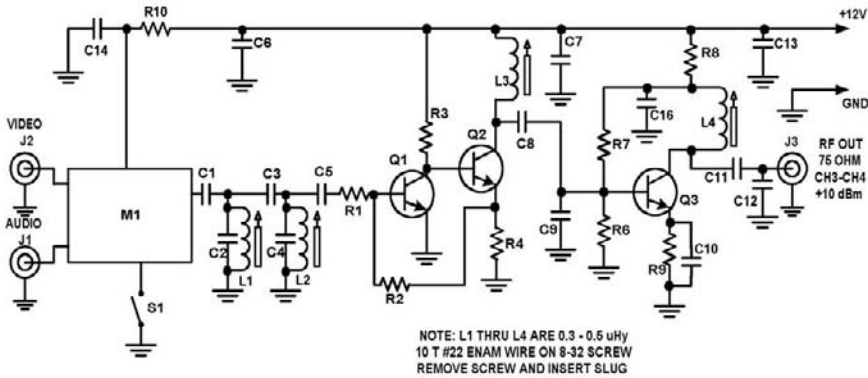 R10
+12V
C14
C6
C7
C13
R8
L3
GND
VIDEO
J2
R3
C16
L4
Q1
Q2
C8
R7
J3
RF OUT
75 OHM
CH3-CH4
+10 dBm
C1
C3
C5
R1
C11
C12
M1
Q3
AUDIO
J1
C2
L1
C4
L2
C9
R6
R4
R9
C10
R2
S1
NOTE: L1 THRU L4 ARE 0.3 - 0.5 uHy
10 T #22 ENAM WIRE ON 8-32 SCREW
REMOVE SCREW AND INSERT SLUG